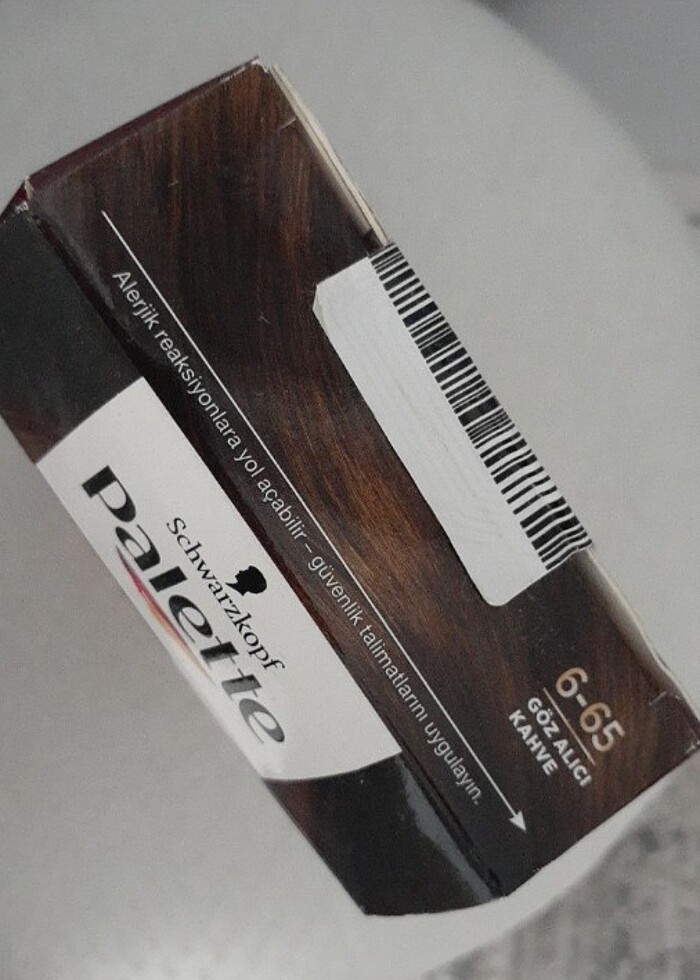 Alerjik reaksiyonlara yol açabilir – güvenlik talimatlarını uygulayın.
Schwarzkopf
Palette
6-65
GÖZ ALICI
KAHVE